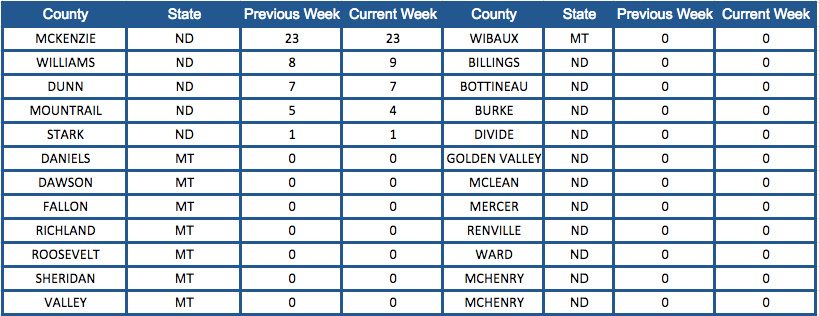 County State Previous Week Current Week County State Previous Week Current Week
MCKENZIE ND 23 23 WIBAUX MT 0 0
WILLIAMS ND 8 9 BILLINGS ND 0 0
DUNN ND 7 7 BOTTINEAU ND 0 0
MOUNTRAIL ND 5 4 BURKE ND 0 0
STARK ND 1 1 DIVIDE ND 0 0
DANIELS MT 0 0 GOLDEN VALLEY ND 0 0
DAWSON MT 0 0 MCLEAN ND 0 0
FALLON MT 0 0 MERCER ND 0 0
RICHLAND MT 0 0 RENVILLE ND 0 0
ROOSEVELT MT 0 0 WARD ND 0 0
SHERIDAN MT 0 0 MCHENRY ND 0 0
VALLEY MT 0 0 MCHENRY ND 0 0